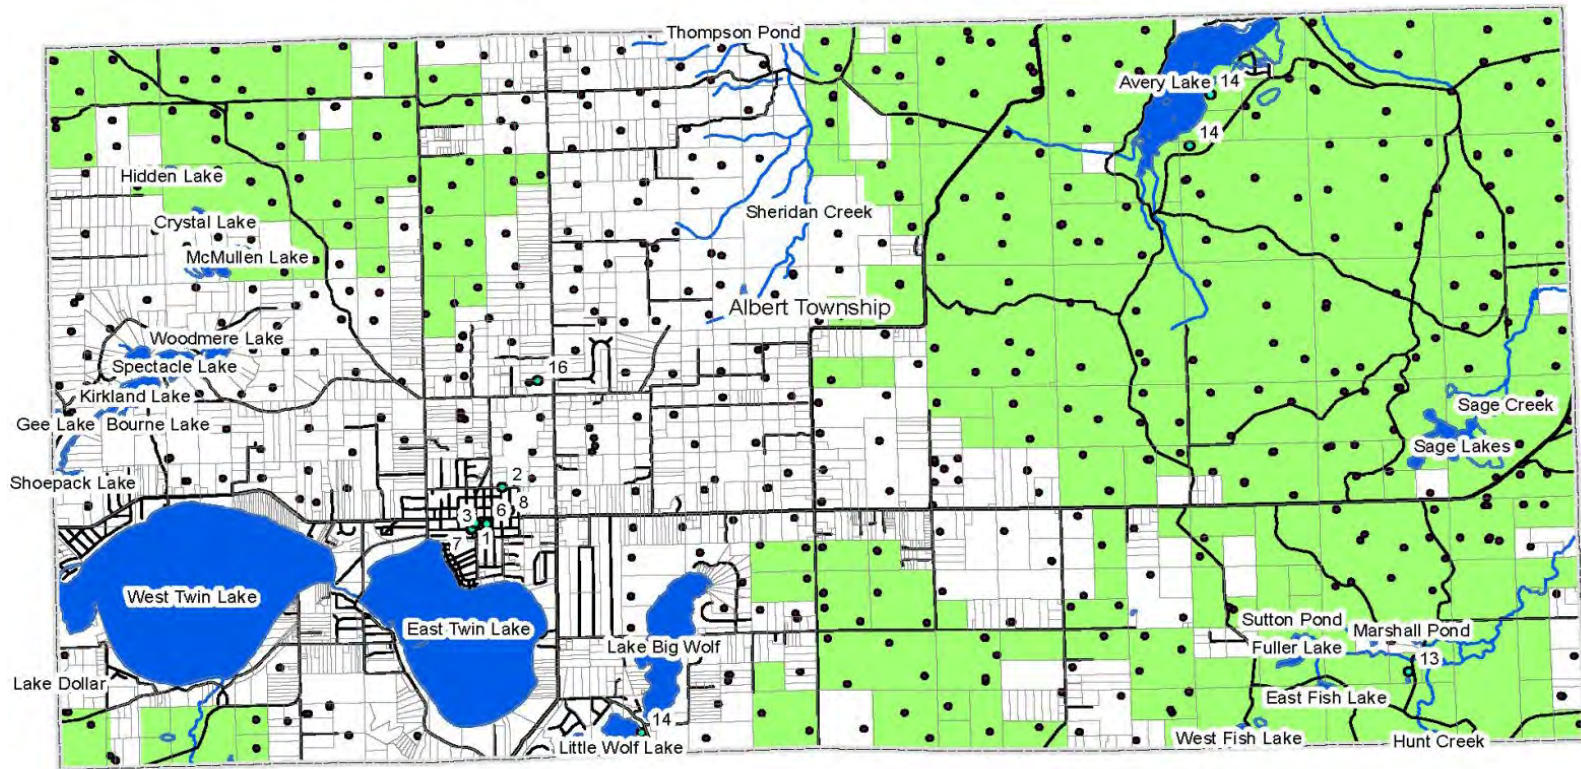 Thompson Pond
Avery Lake 14
14
Hidden Lake
Crystal Lake
Sheridan Creek
McMullen Lake
Albert Township
Woodmere Lake
Spectacle Lake
16
Kirkland Lake
Sage Creek
Gee Lake Bourne Lake
Sage Lakes
Shoepack Lake
2
8
3
6
7
1
West Twin Lake
East Twin Lake
Sutton Pond
Marshall Pond
Lake Big Wolf
Fuller Lake
13
Lake Dollar
East Fish Lake
14
Little Wolf Lake
West Fish Lake
Hunt Creek